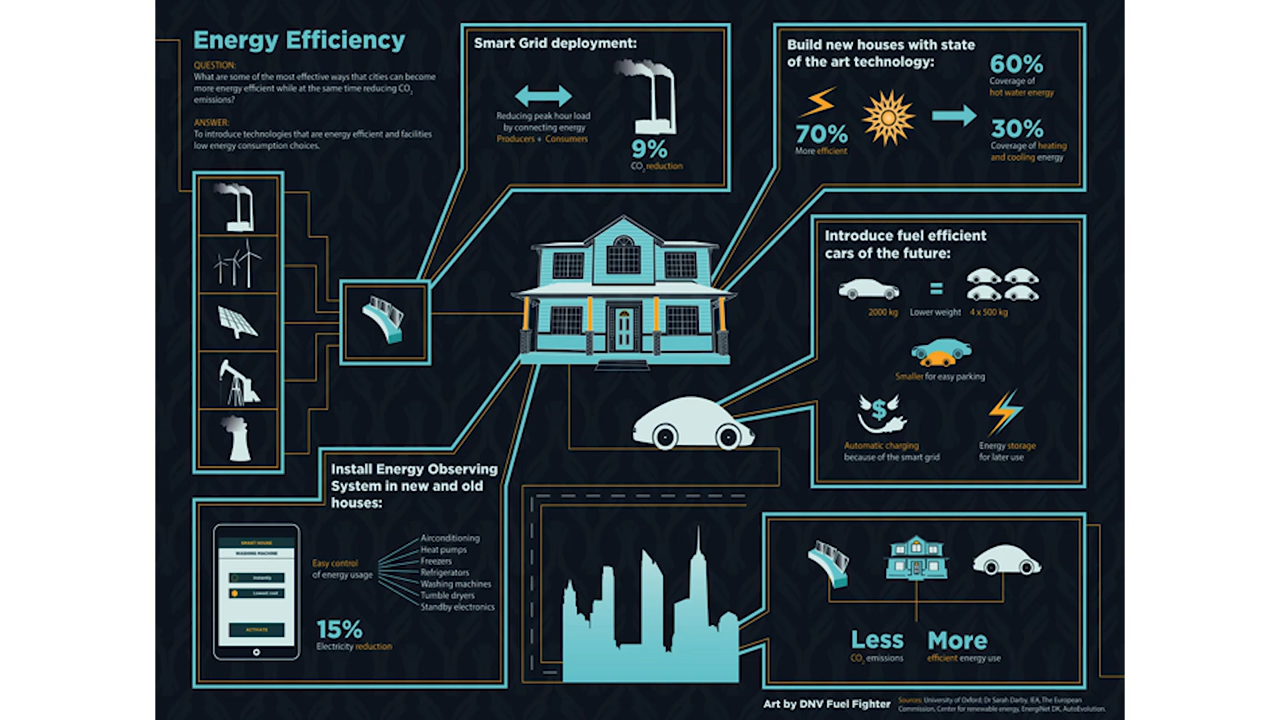 Energy Efficiency
QUESTION:
What are some of the most effective ways that cities can become
more energy efficient while at the same time reducing CO2
emissions?
ANSWER:
To introduce technologies that are energy efficient and facilities
low energy consumption choices.
Smart Grid deployment:
Reducing peak hour load
by connecting energy
Producers + Consumers
9%
CO2 reduction
Build new houses with state
of the art technology:
70%
More efficient
60%
Coverage of
hot water energy
30%
Coverage of heating
and cooling energy
Introduce fuel efficient
cars of the future:
2000 kg Lower weight 4 x 500 kg
Smaller for easy parking
Automatic charging
because of the smart grid
Energy storage
for later use
Install Energy Observing
System in new and old
houses:
SMART HOUSE
WASHING MACHINE
Instantly
Lowest cost
ACTIVATE
Easy control
of energy usage
Airconditioning
Heat pumps
Freezers
Refrigerators
Washing machines
Tumble dryers
Standby electronics
15%
Electricity reduction
Less
CO2 emissions
More
efficient energy use
Art by DNV Fuel Fighter
Sources: University of Oxford; Dr Sarah Darby, IEA, The European
Commission, Center for renewable energy, EnergiNet DK, AutoEvolution.